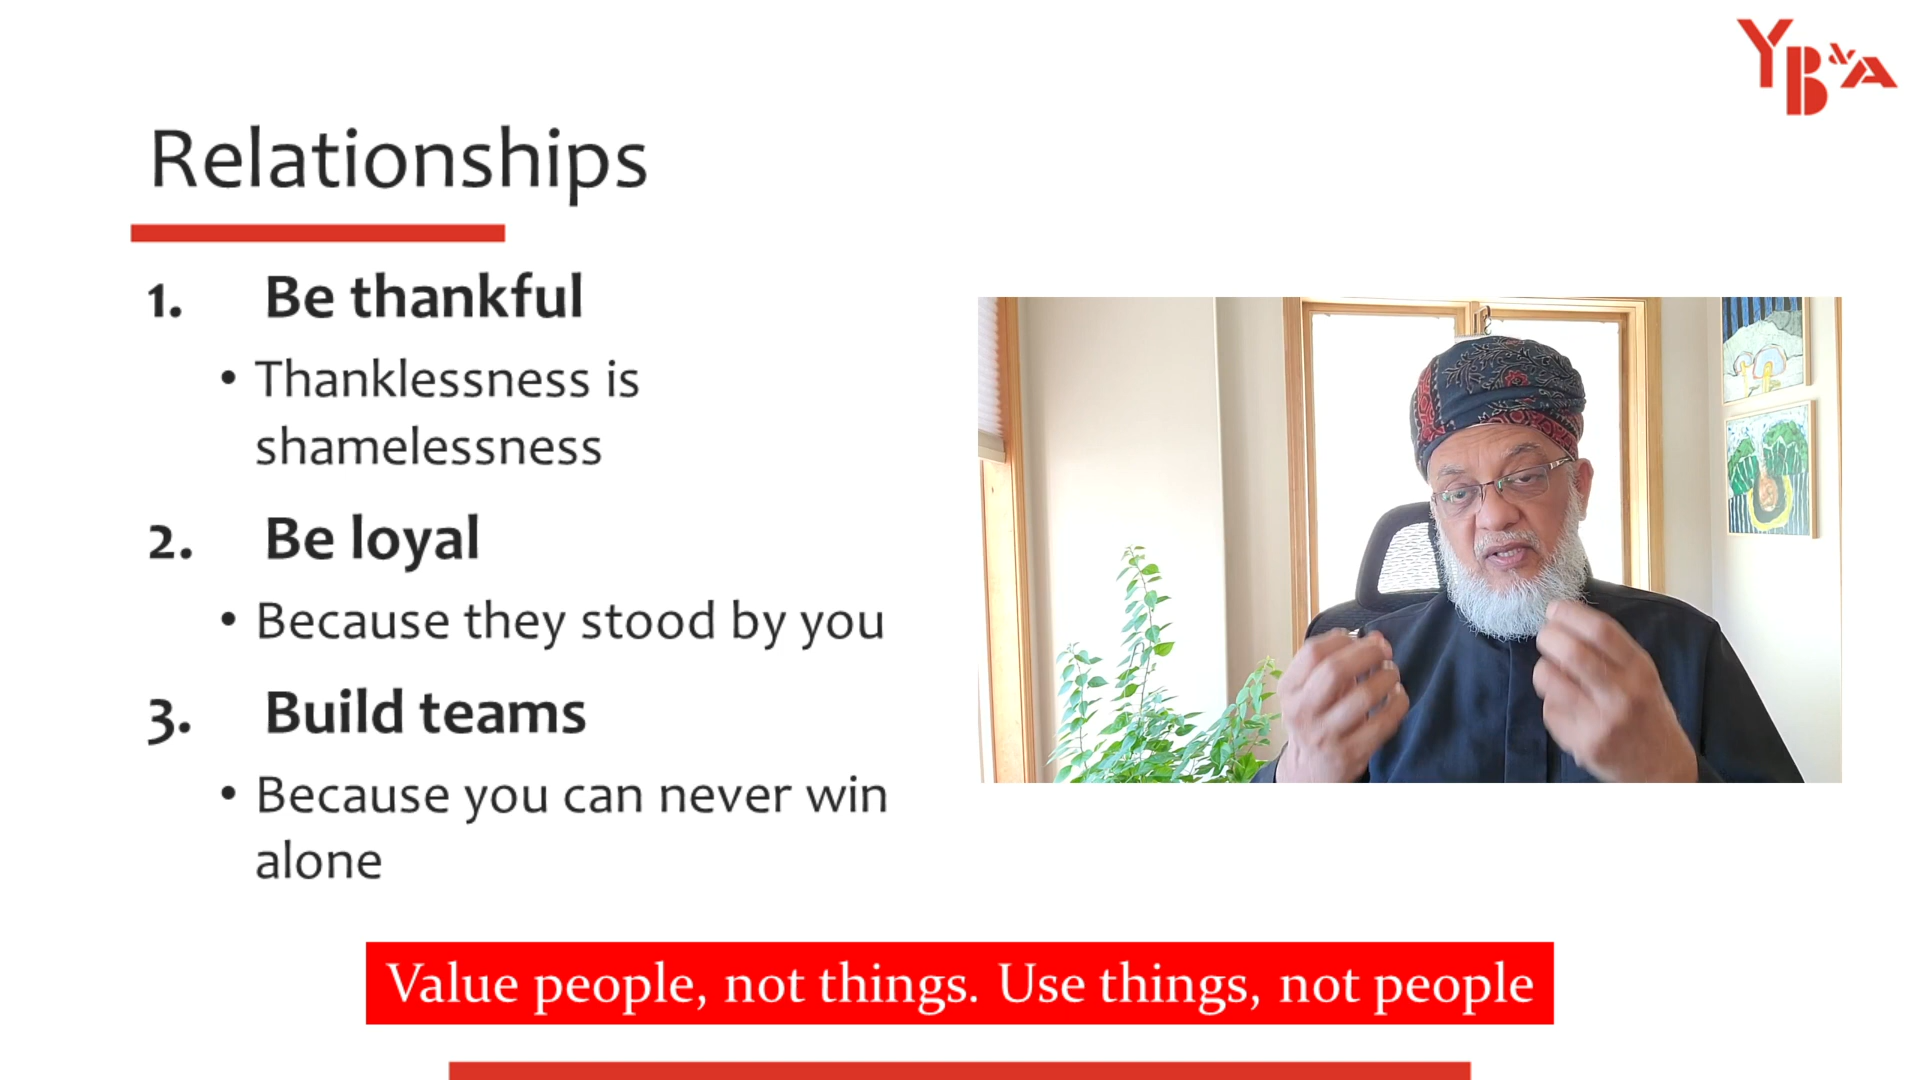 YB&A
Relationships
1. Be thankful
• Thanklessness is
shamelessness
2. Be loyal
• Because they stood by you
3. Build teams
• Because you can never win
alone
Value people, not things. Use things, not people